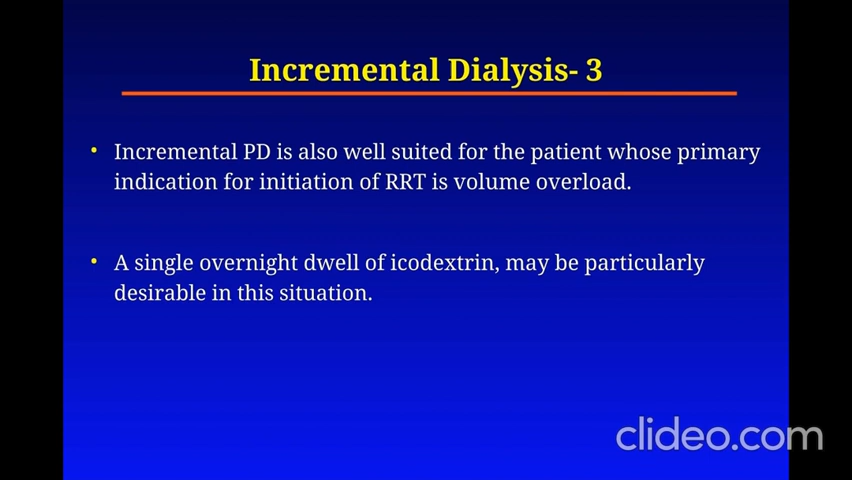 Incremental Dialysis- 3
• Incremental PD is also well suited for the patient whose primary
indication for initiation of RRT is volume overload.
• A single overnight dwell of icodextrin, may be particularly
desirable in this situation.
clideo.com